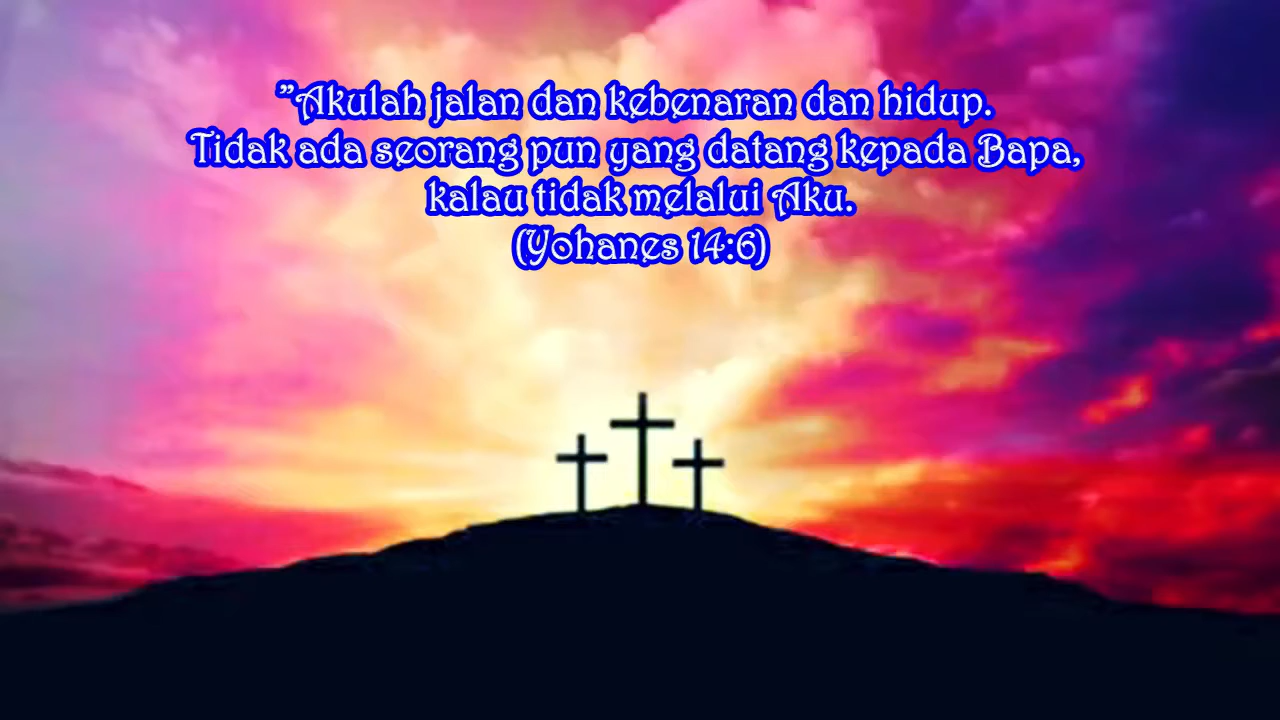 ”Akulah jalan dan kebenaran dan hidup.
Tidak ada seorang pun yang datang kepada Bapa,
kalau tidak melalui Aku.
(Yohanes 14:6)